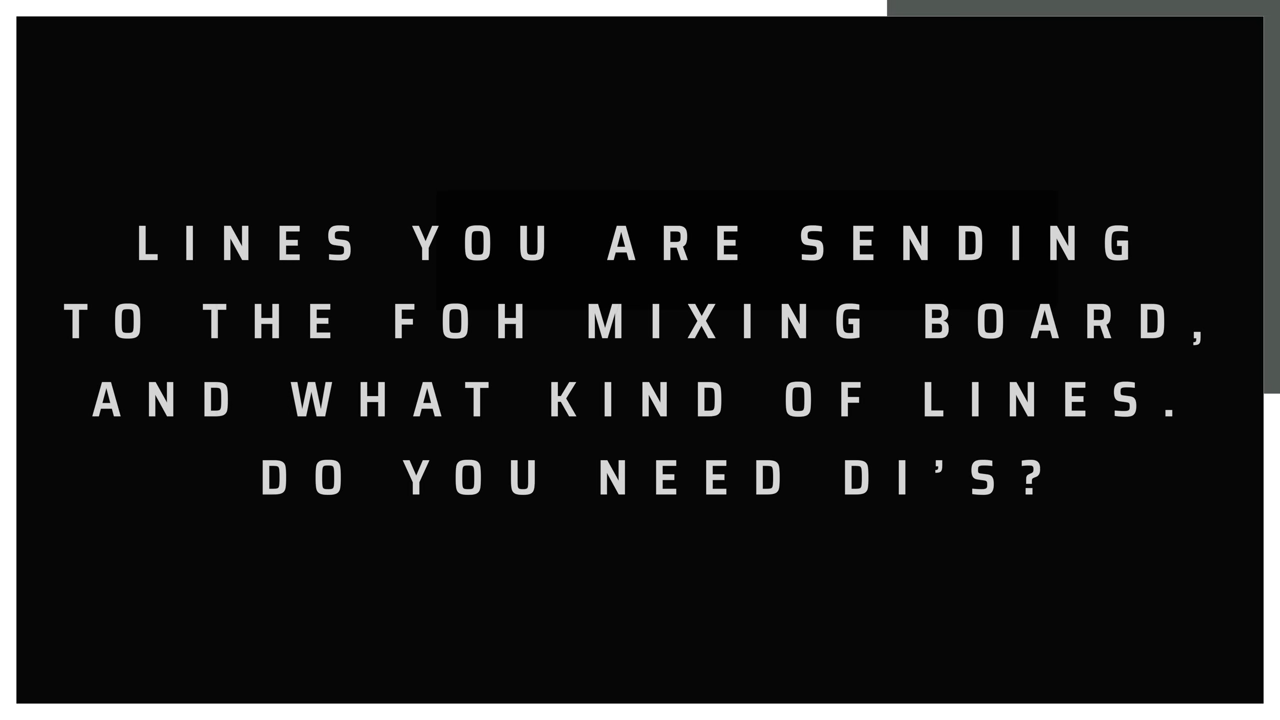 LINES YOU ARE SENDING
TO THE FOH MIXING BOARD,
AND WHAT KIND OF LINES.
DO YOU NEED DI’S?